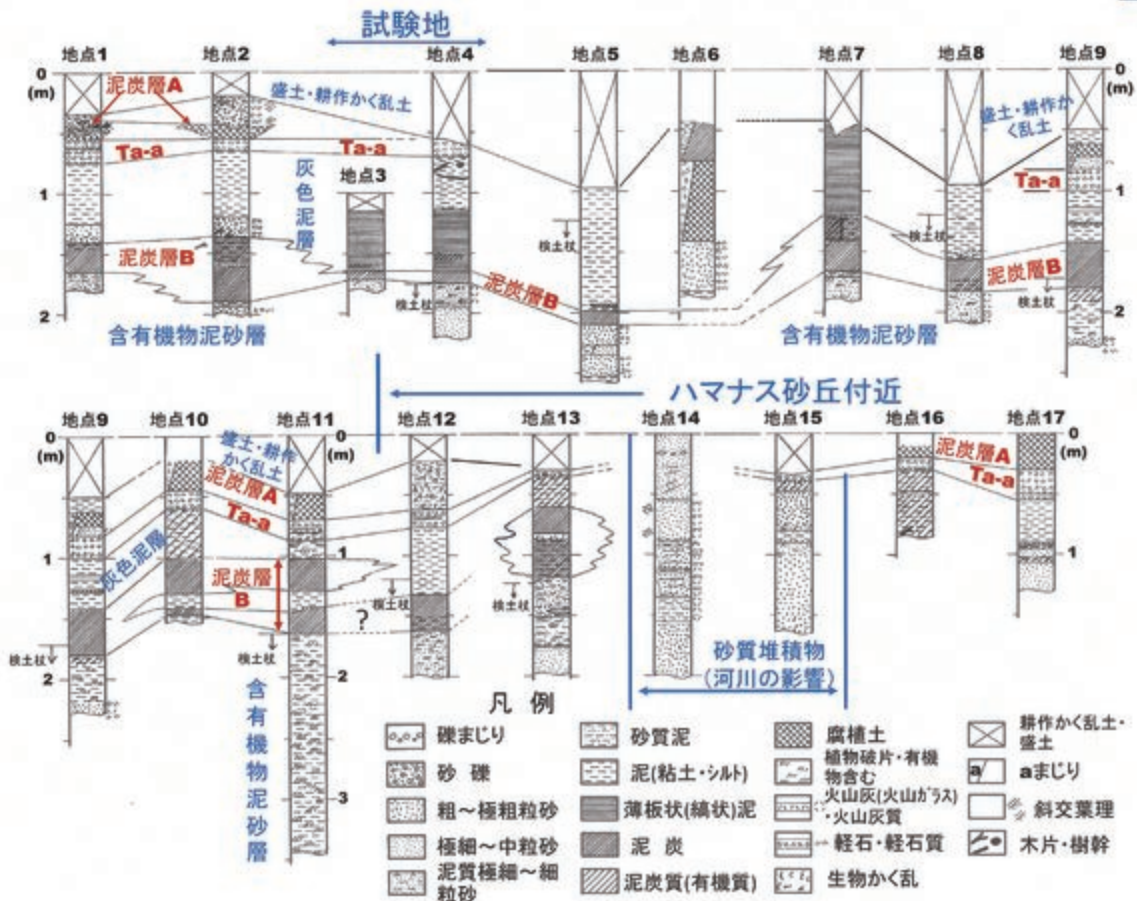 試験地
地点1 地点2 地点4 地点5 地点6 地点7 地点8 地点9
0 (m) 0 (m)
泥炭層A
盛土・耕作かく乱土
盛土・耕作か
く乱土
Ta-a Ta-a Ta-a
地点3
灰色泥層
1 1
検土杖 検土杖
泥炭層B 泥炭層B 泥炭層B
検土杖 検土杖
2 2
含有機物泥砂層 含有機物泥砂層
ハマナス砂丘付近
地点9 地点10 地点11 地点12 地点13 地点14 地点15 地点16 地点17
0 (m) 0 (m) 0 (m)
盛土・耕作
かく乱土
泥炭層A 泥炭層A
Ta-a Ta-a
灰色泥層
1 1
泥炭層
B
?
検土杖 検土杖
検土杖 検土杖
2 2
砂質堆積物
(河川の影響)
含有機物泥砂層
3
凡例
礫まじり
砂礫
粗~極粗粒砂
極細~中粒砂
泥質極細~細
粒砂
砂質泥
泥(粘土・シルト)
薄板状(縞状)泥
泥炭
泥炭質(有機質)
腐植土
植物破片・有機
物含む
火山灰(火山ガラス)
・火山灰質
軽石・軽石質
生物かく乱
耕作かく乱土・
盛土
a aまじり
斜交葉理
木片・樹幹